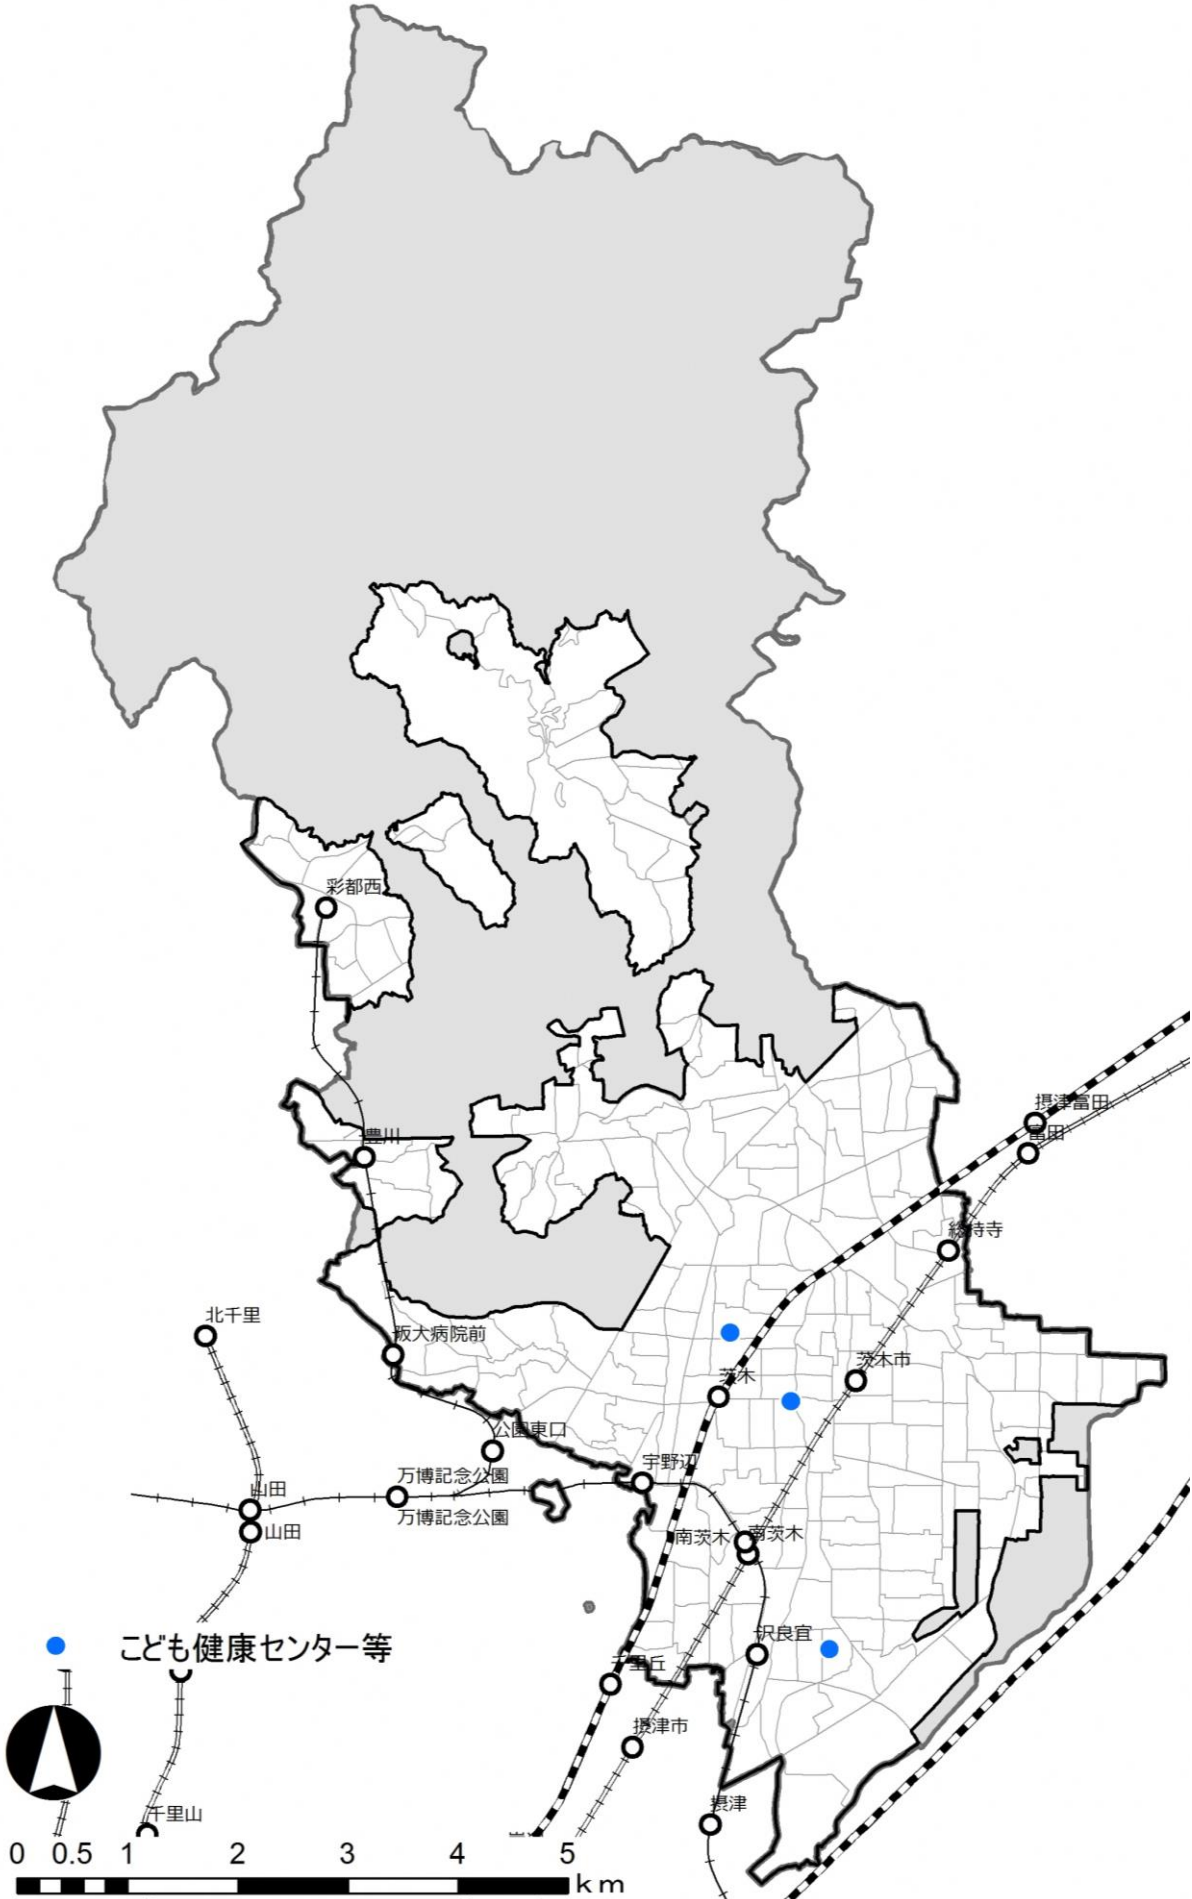 彩都西
摂津富田
富田
豊川
総持寺
北千里
阪大病院前
茨木市
茨木
公園東口
宇野辺
万博記念公園
山田
万博記念公園
山田
南茨木
南茨木
沢良宜
こども健康センター等
千里丘
摂津市
摂津
千里山
0 0.5 1 2 3 4 5
km